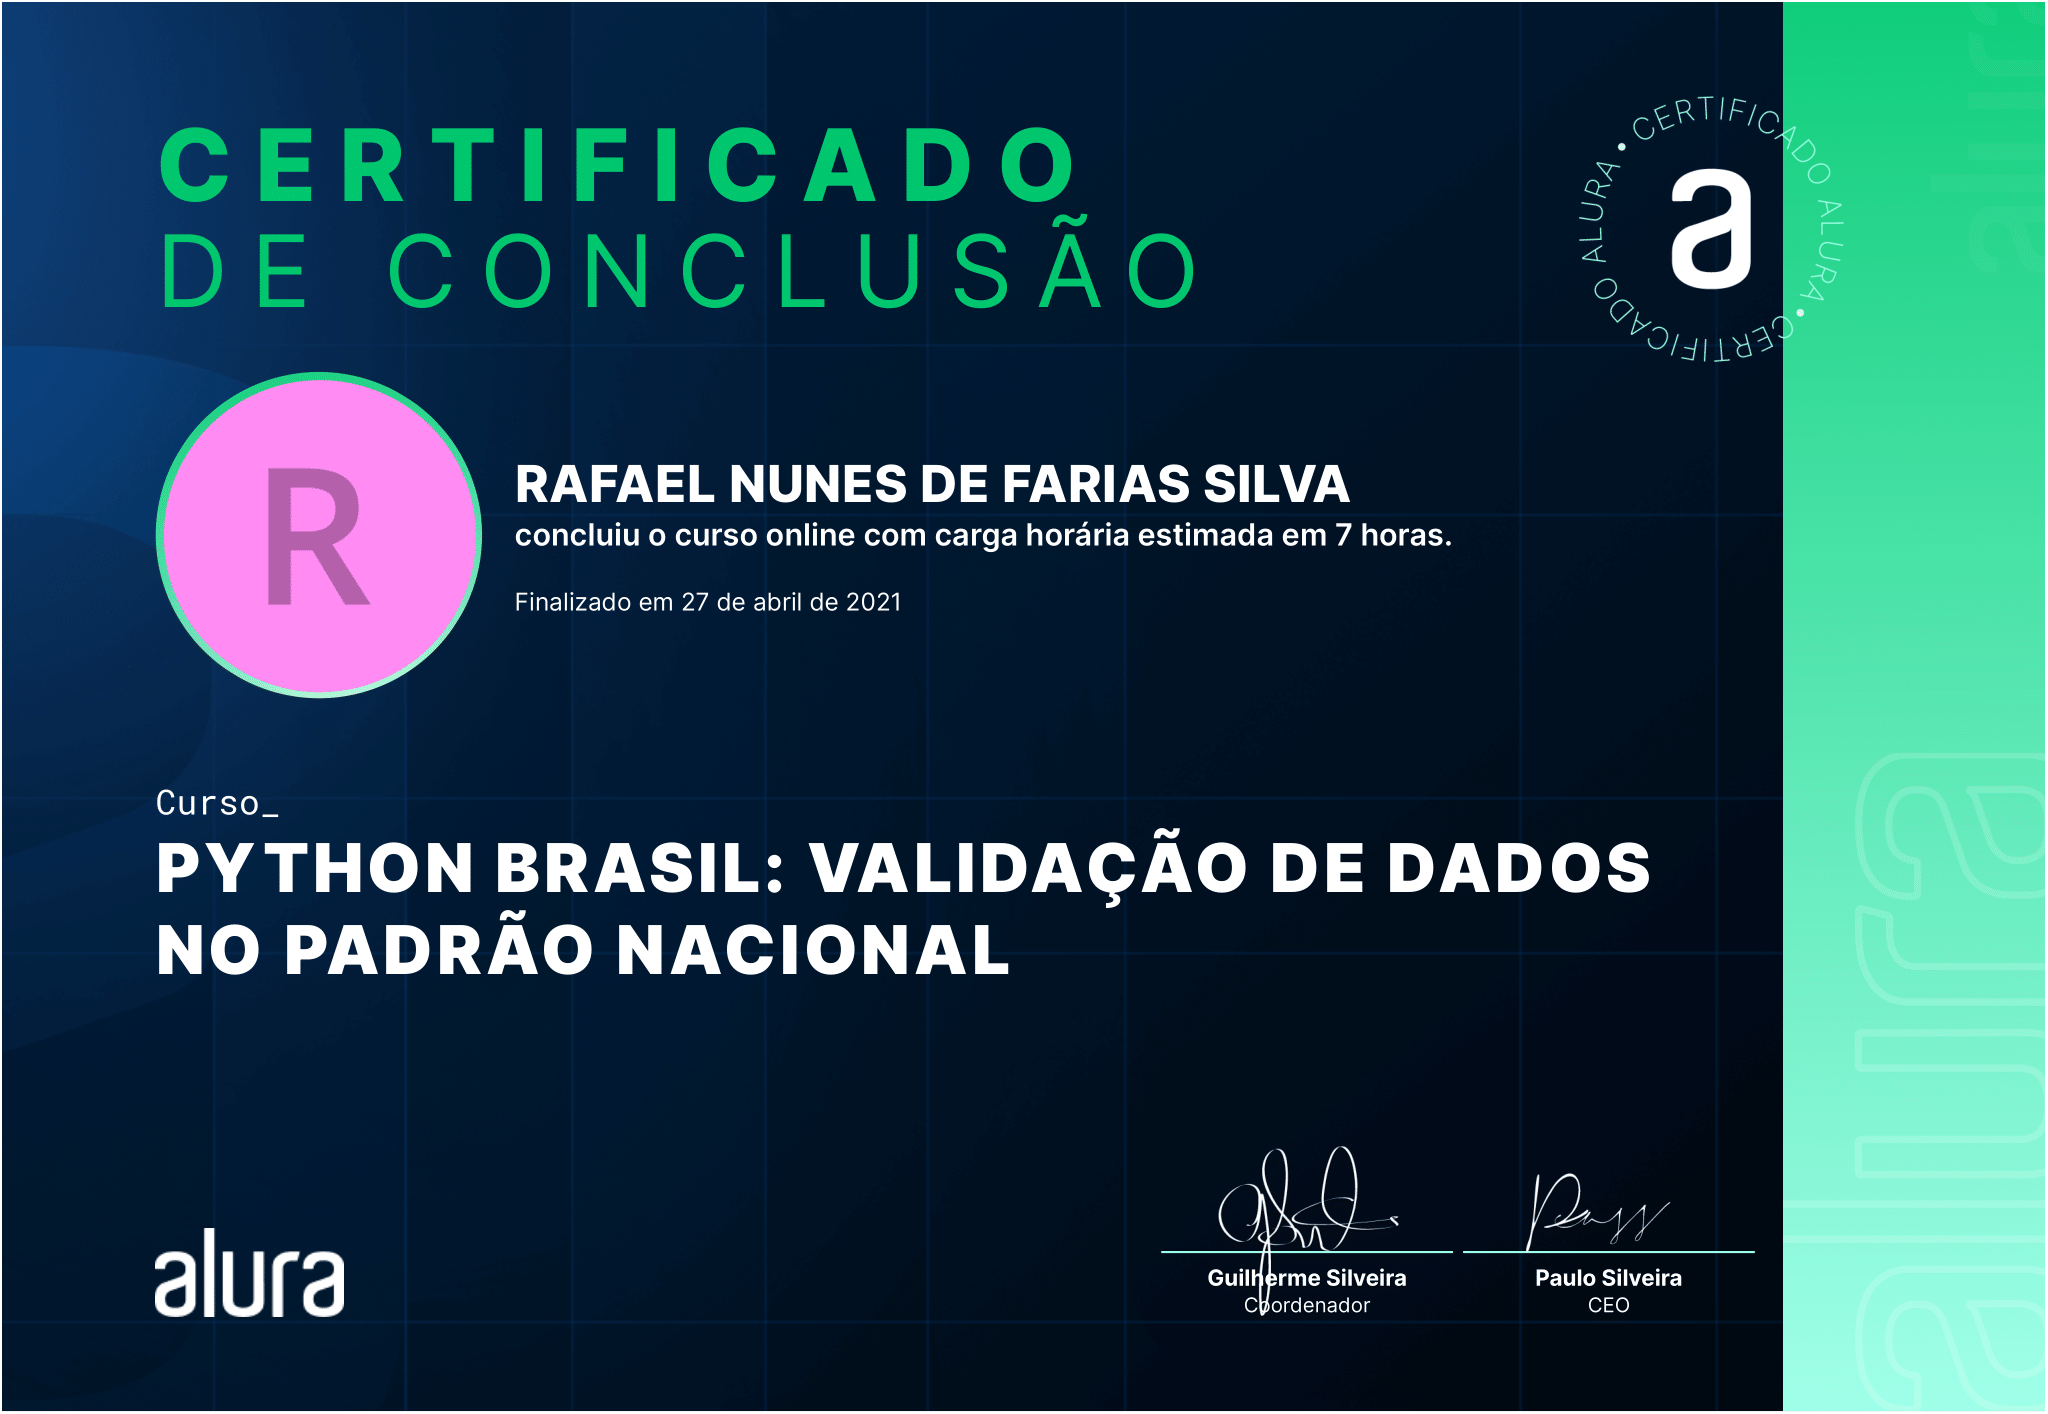 CERTIFICADO
DE CONCLUSÃO
CERTIFICADO ALURA • CERTIFICADO ALURA •
a
R
RAFAEL NUNES DE FARIAS SILVA
concluiu o curso online com carga horária estimada em 7 horas.
Finalizado em 27 de abril de 2021
Curso_
PYTHON BRASIL: VALIDAÇÃO DE DADOS
NO PADRÃO NACIONAL
alura
Guilherme Silveira
Coordenador
Paulo Silveira
CEO
alura
alura